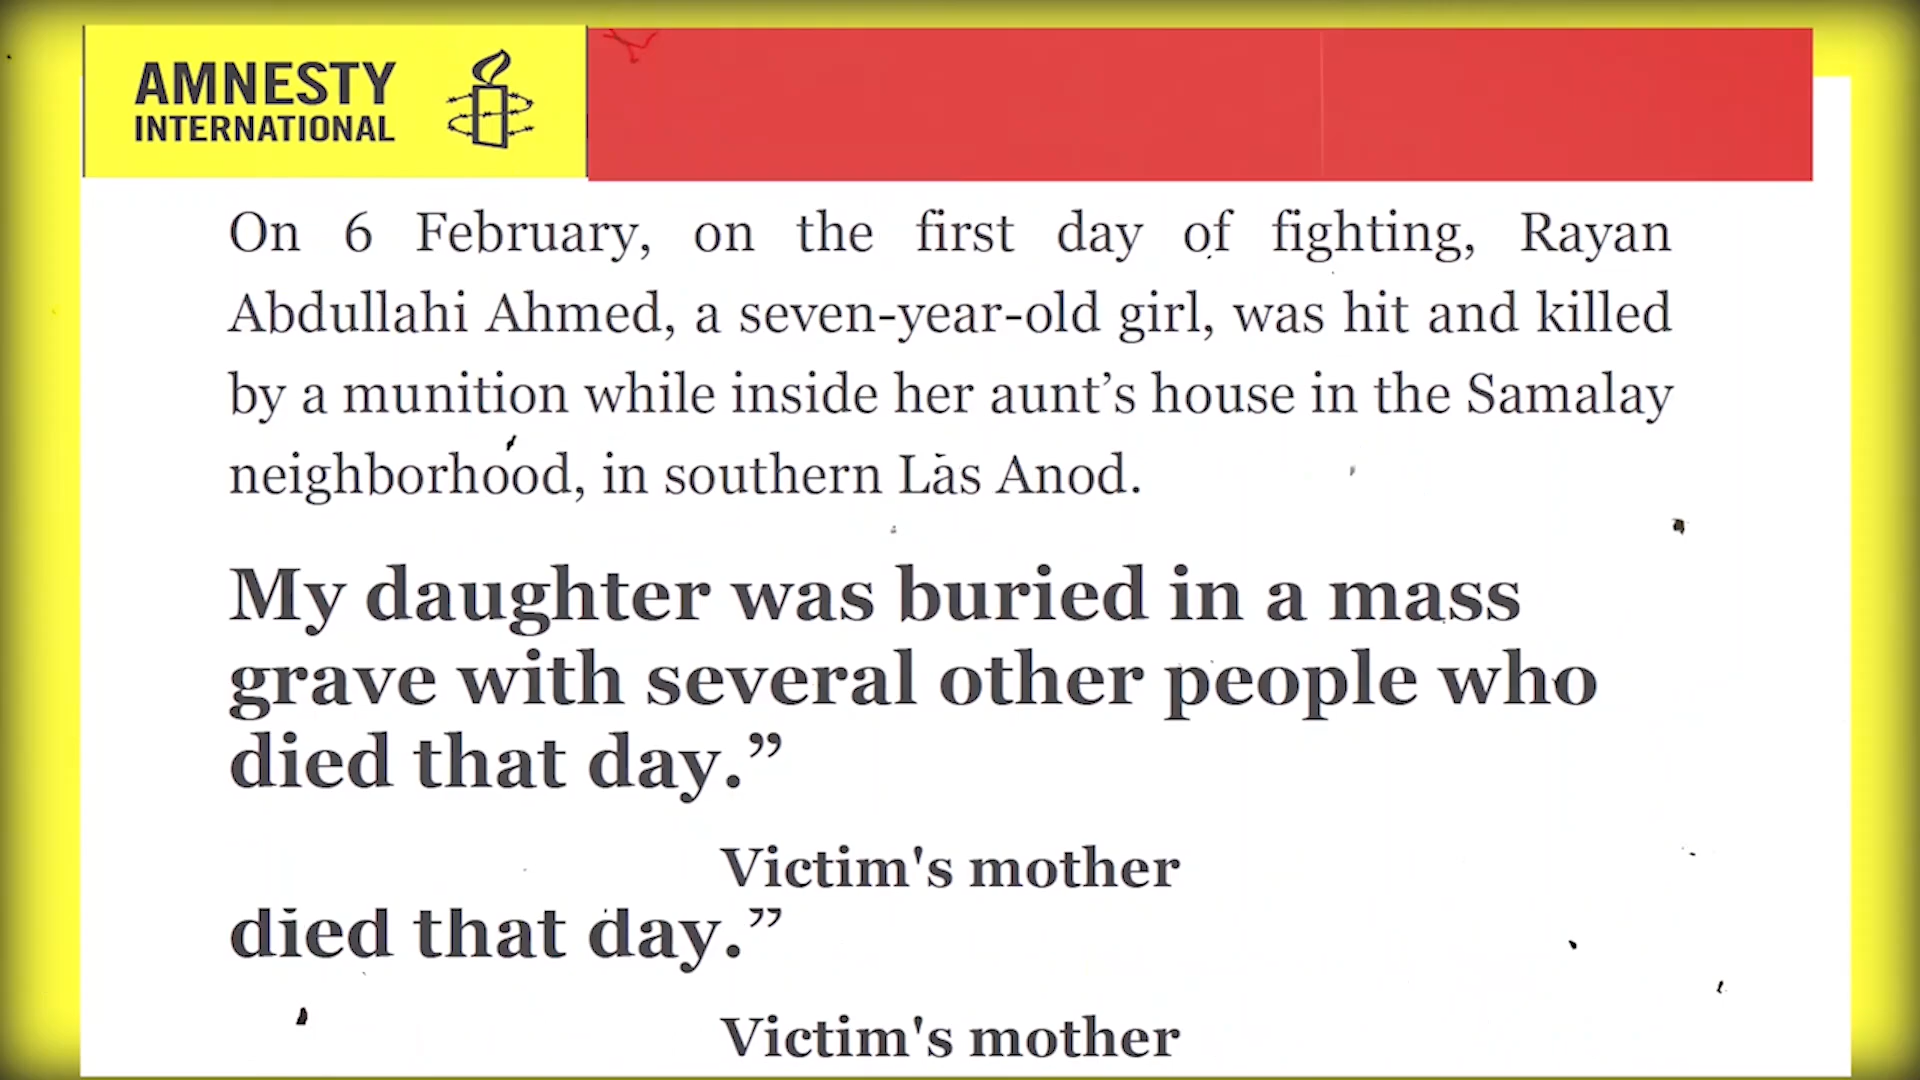 AMNESTY
INTERNATIONAL
On 6 February, on the first day of fighting, Rayan
Abdullahi Ahmed, a seven-year-old girl, was hit and killed
by a munition while inside her aunt’s house in the Samalay
neighborhood, in southern Las Anod.
My daughter was buried in a mass
grave with several other people who
died that day.”
Victim's mother
died that day.”
Victim's mother